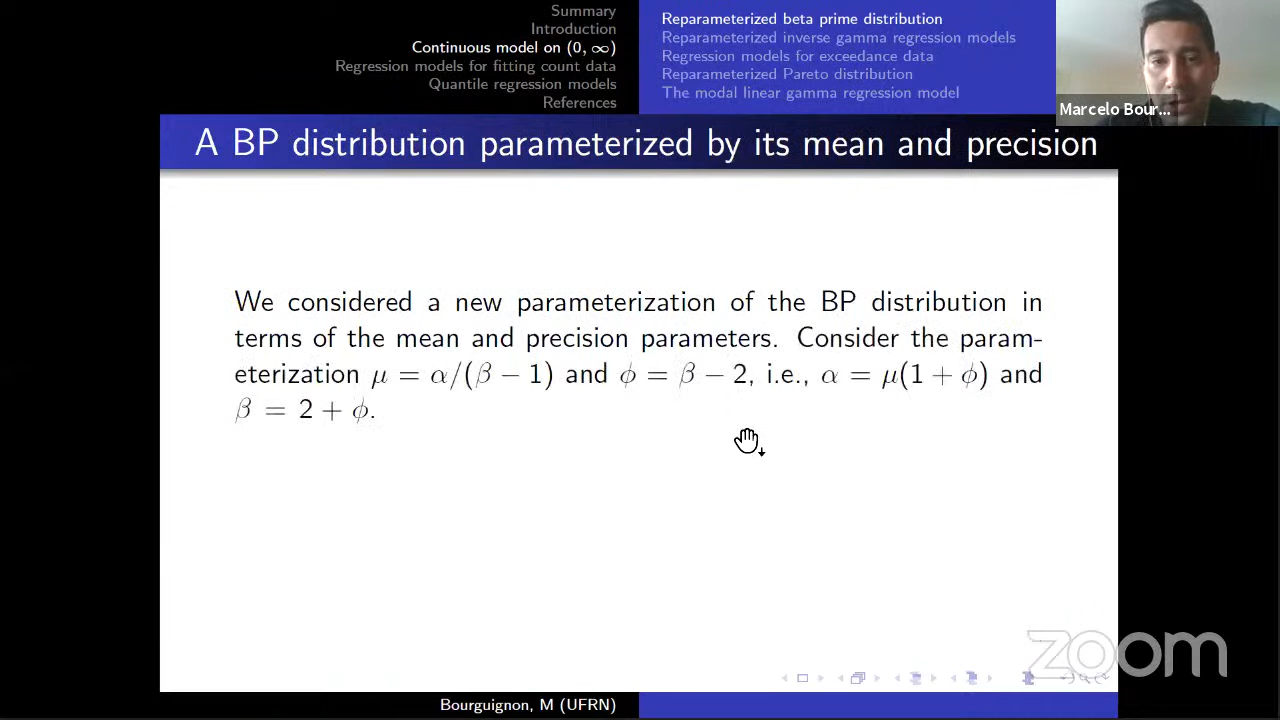 Summary
Introduction
Continuous model on (0, ∞)
Regression models for fitting count data
Quantile regression models
References
Reparameterized beta prime distribution
Reparameterized inverse gamma regression models
Regression models for exceedance data
Reparameterized Pareto distribution
The modal linear gamma regression model
Marcelo Bour...
A BP distribution parameterized by its mean and precision
We considered a new parameterization of the BP distribution in
terms of the mean and precision parameters. Consider the param-
eterization μ = α/(β − 1) and ϕ = β − 2, i.e., α = μ(1 + ϕ) and
β = 2 + ϕ.
zoom
Bourguignon, M (UFRN)